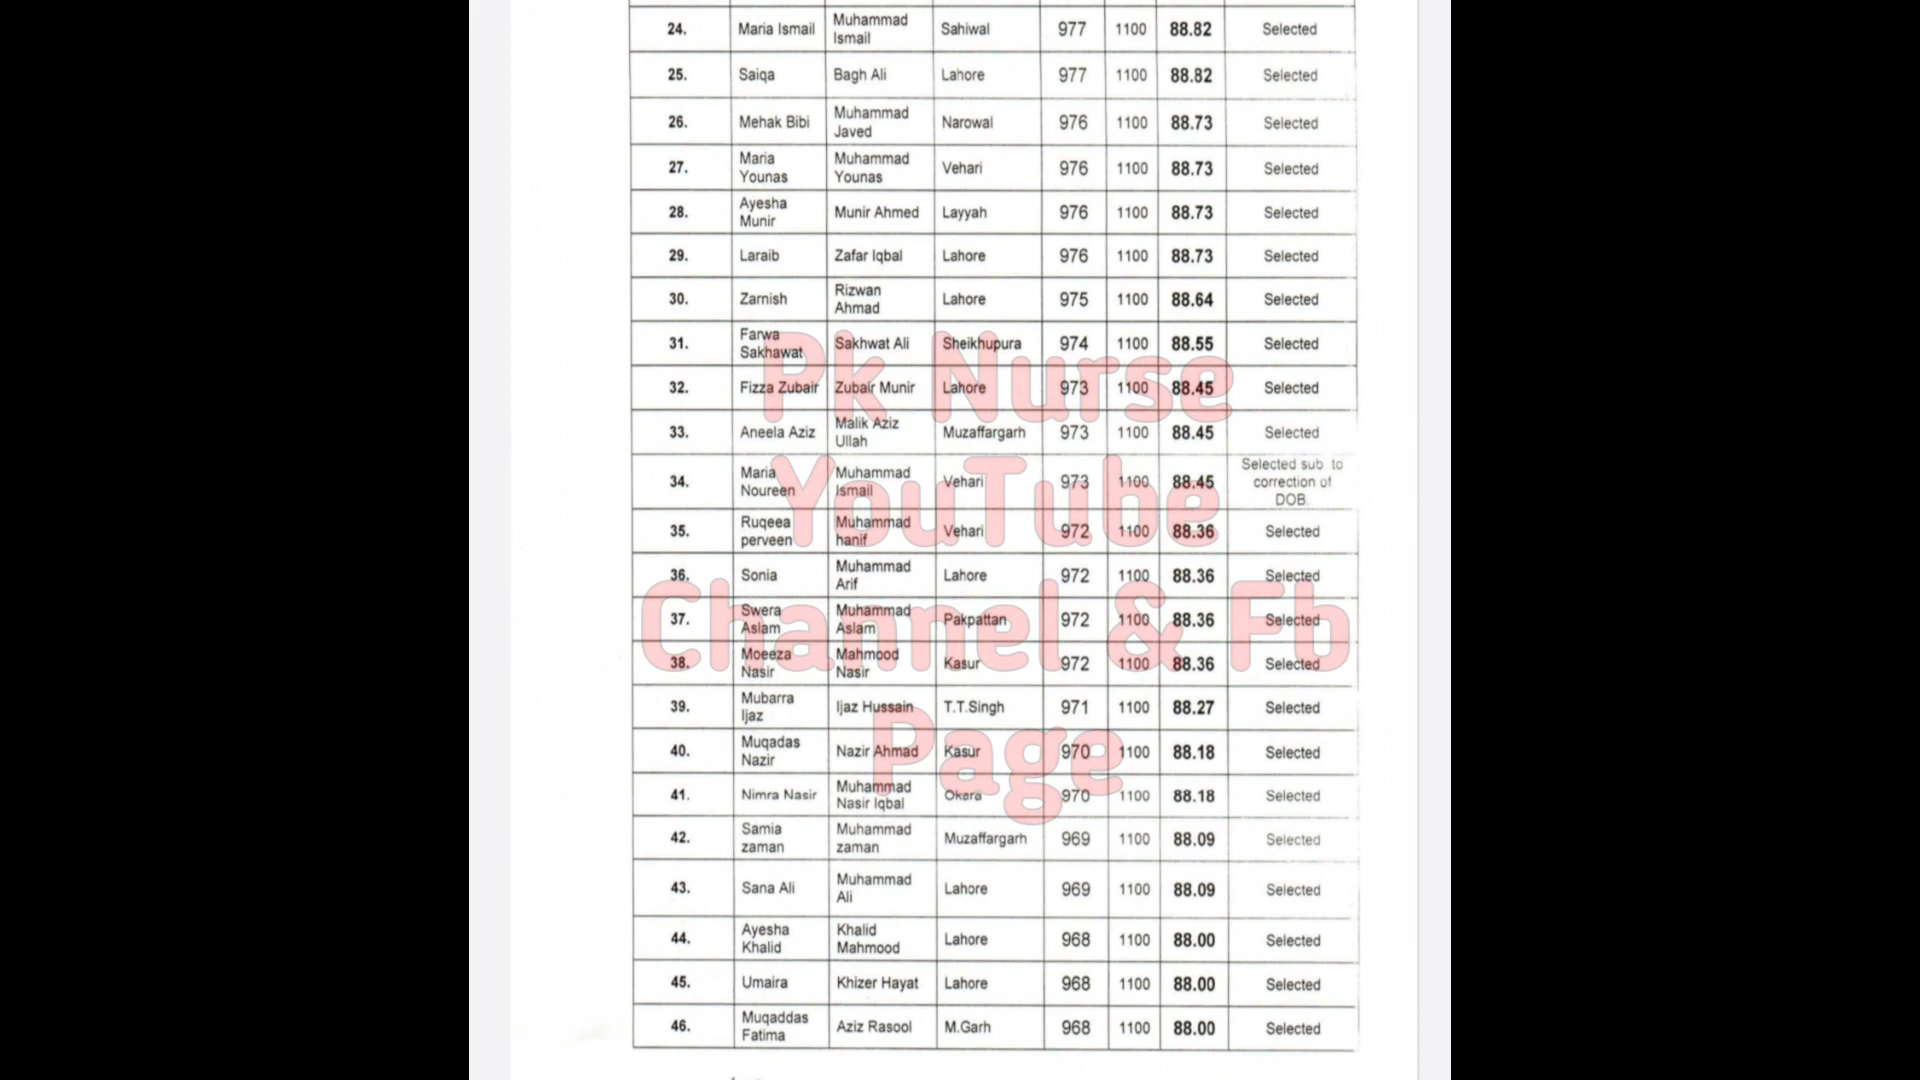 24. Maria Ismail Muhammad Ismail Sahiwal 977 1100 88.82 Selected
25. Saiqa Bagh Ali Lahore 977 1100 88.82 Selected
26. Mehak Bibi Muhammad Javed Narowal 976 1100 88.73 Selected
27. Maria Younas Muhammad Younas Vehari 976 1100 88.73 Selected
28. Ayesha Munir Munir Ahmed Layyah 976 1100 88.73 Selected
29. Laraib Zafar Iqbal Lahore 976 1100 88.73 Selected
30. Zarnish Rizwan Ahmad Lahore 975 1100 88.64 Selected
31. Farwa Sakhawat Sakhwat Ali Sheikhupura 974 1100 88.55 Selected
32. Fizza Zubair Zubair Munir Lahore 973 1100 88.45 Selected
33. Aneela Aziz Malik Aziz Ullah Muzaffargarh 973 1100 88.45 Selected
34. Maria Noureen Muhammad Ismail Vehari 973 1100 88.45 Selected sub to correction of DOB.
35. Ruqeea perveen Muhammad hanif Vehari 972 1100 88.36 Selected
36. Sonia Muhammad Arif Lahore 972 1100 88.36 Selected
37. Swera Aslam Muhammad Aslam Pakpattan 972 1100 88.36 Selected
38. Moeeza Nasir Mahmood Nasir Kasur 972 1100 88.36 Selected
39. Mubarra Ijaz Ijaz Hussain T.T.Singh 971 1100 88.27 Selected
40. Muqadas Nazir Nazir Ahmad Kasur 970 1100 88.18 Selected
41. Nimra Nasir Muhammad Nasir Iqbal Okara 970 1100 88.18 Selected
42. Samia zaman Muhammad zaman Muzaffargarh 969 1100 88.09 Selected
43. Sana Ali Muhammad Ali Lahore 969 1100 88.09 Selected
44. Ayesha Khalid Khalid Mahmood Lahore 968 1100 88.00 Selected
45. Umaira Khizer Hayat Lahore 968 1100 88.00 Selected
46. Muqaddas Fatima Aziz Rasool M.Garh 968 1100 88.00 Selected
Pk Nurse
YouTube
Channel & Fb
Page